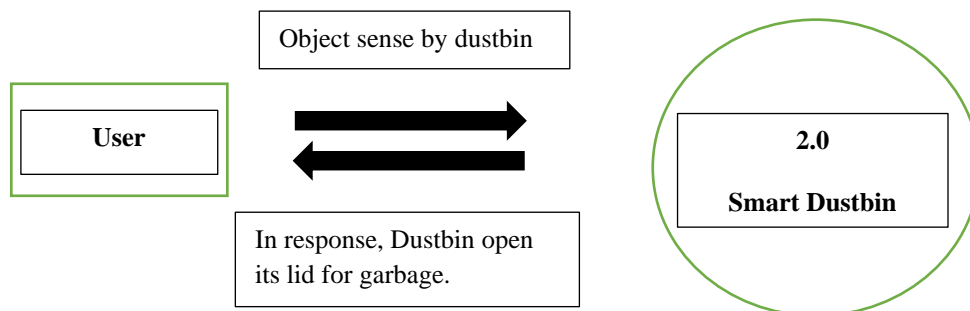 Object sense by dustbin
User
2.0
Smart Dustbin
In response, Dustbin open
its lid for garbage.